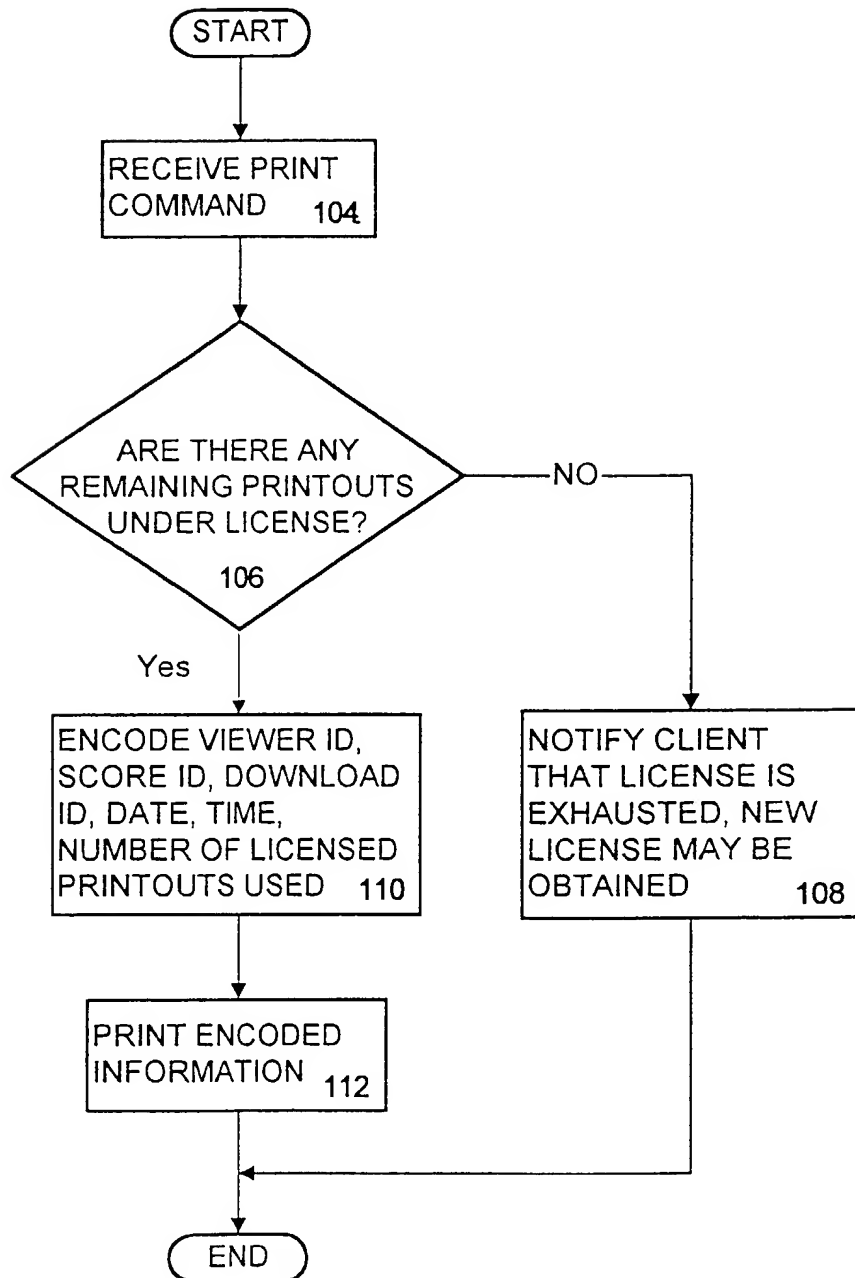 START
RECEIVE PRINT
COMMAND 104
ARE THERE ANY
REMAINING PRINTOUTS
UNDER LICENSE?
106
NO
Yes
ENCODE VIEWER ID,
SCORE ID, DOWNLOAD
ID, DATE, TIME,
NUMBER OF LICENSED
PRINTOUTS USED 110
NOTIFY CLIENT
THAT LICENSE IS
EXHAUSTED, NEW
LICENSE MAY BE
OBTAINED 108
PRINT ENCODED
INFORMATION 112
END